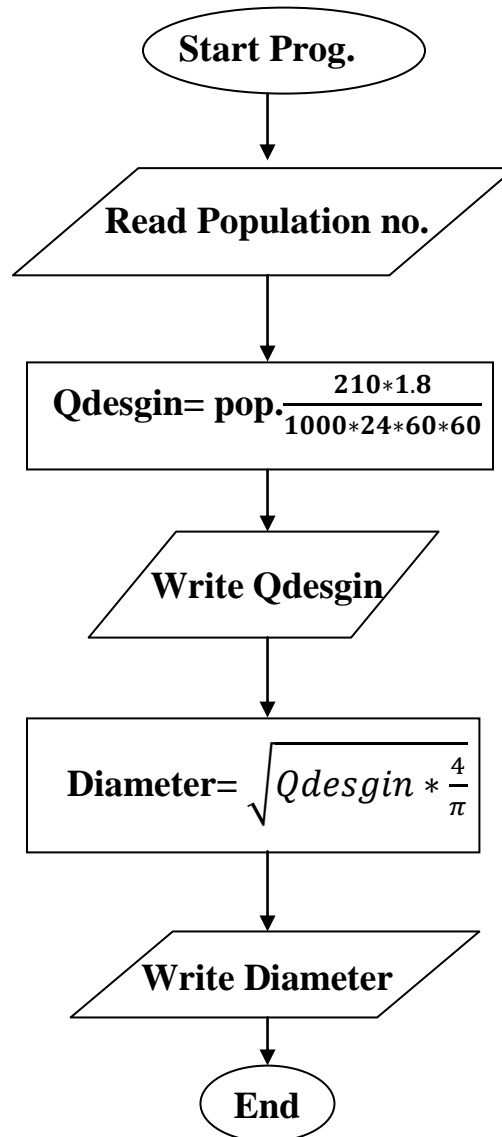 Start Prog.
Read Population no.
Qdesgin= pop. 210*1.8 / 1000*24*60*60
Write Qdesgin
Diameter= √(Qdesgin * 4/π)
Write Diameter
End